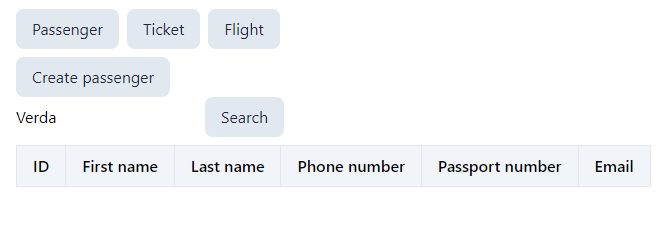 Passenger Ticket Flight
Create passenger
Verda Search
ID First name Last name Phone number Passport number Email